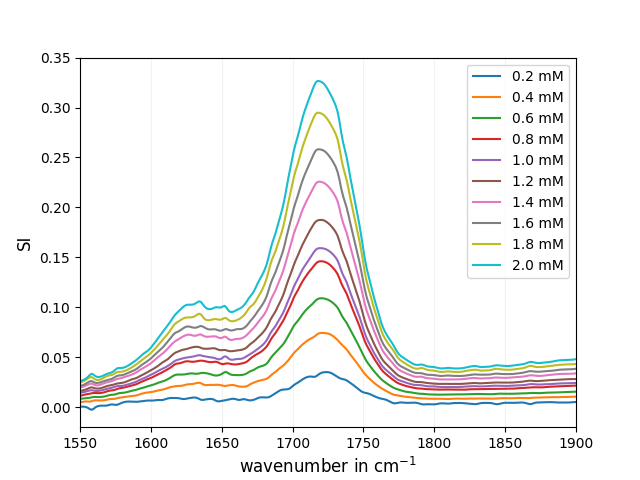 0.35
0.30
0.25
0.20
0.15
0.10
0.05
0.00
SI
1550 1600 1650 1700 1750 1800 1850 1900
wavenumber in cm⁻¹
0.2 mM
0.4 mM
0.6 mM
0.8 mM
1.0 mM
1.2 mM
1.4 mM
1.6 mM
1.8 mM
2.0 mM